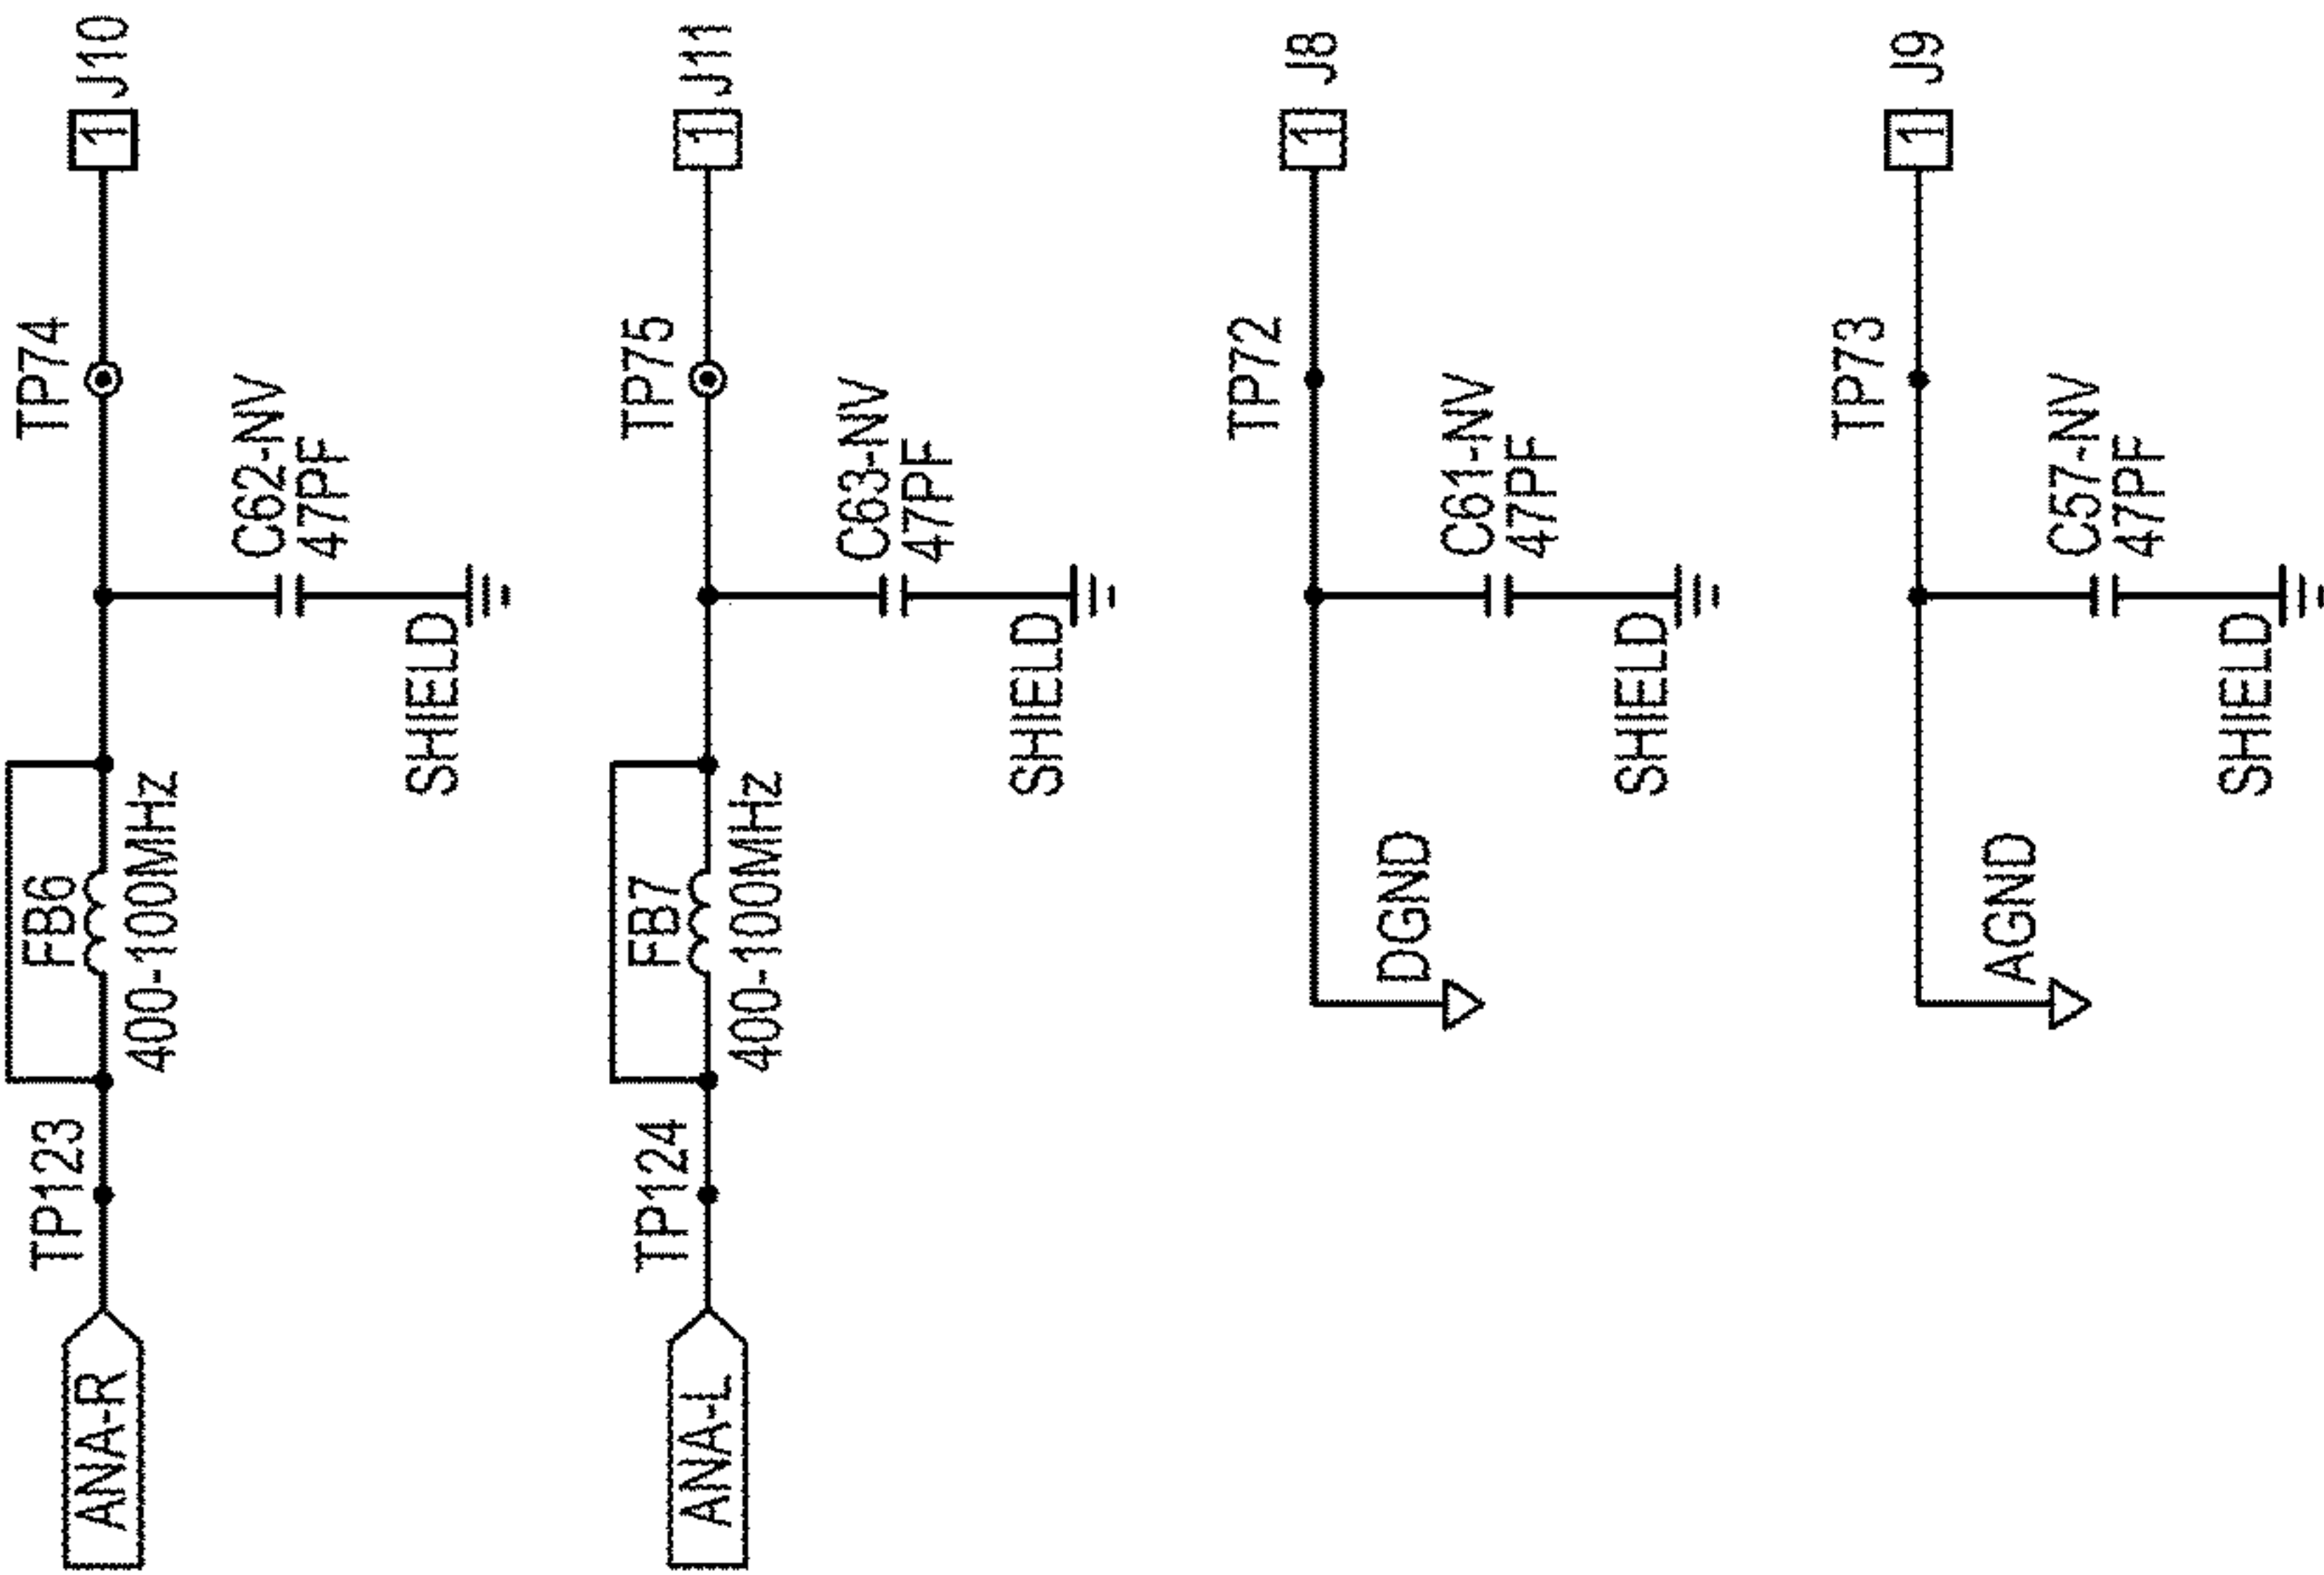 ANA-R
TP123
FB6
400-100MHz
C62-NV
47PF
SHIELD
TP74
1
J10
ANA-L
TP124
FB7
400-100MHz
C63-NV
47PF
SHIELD
TP75
1
J11
DGND
C61-NV
47PF
SHIELD
TP72
1
J8
AGND
C57-NV
47PF
SHIELD
TP73
1
J9